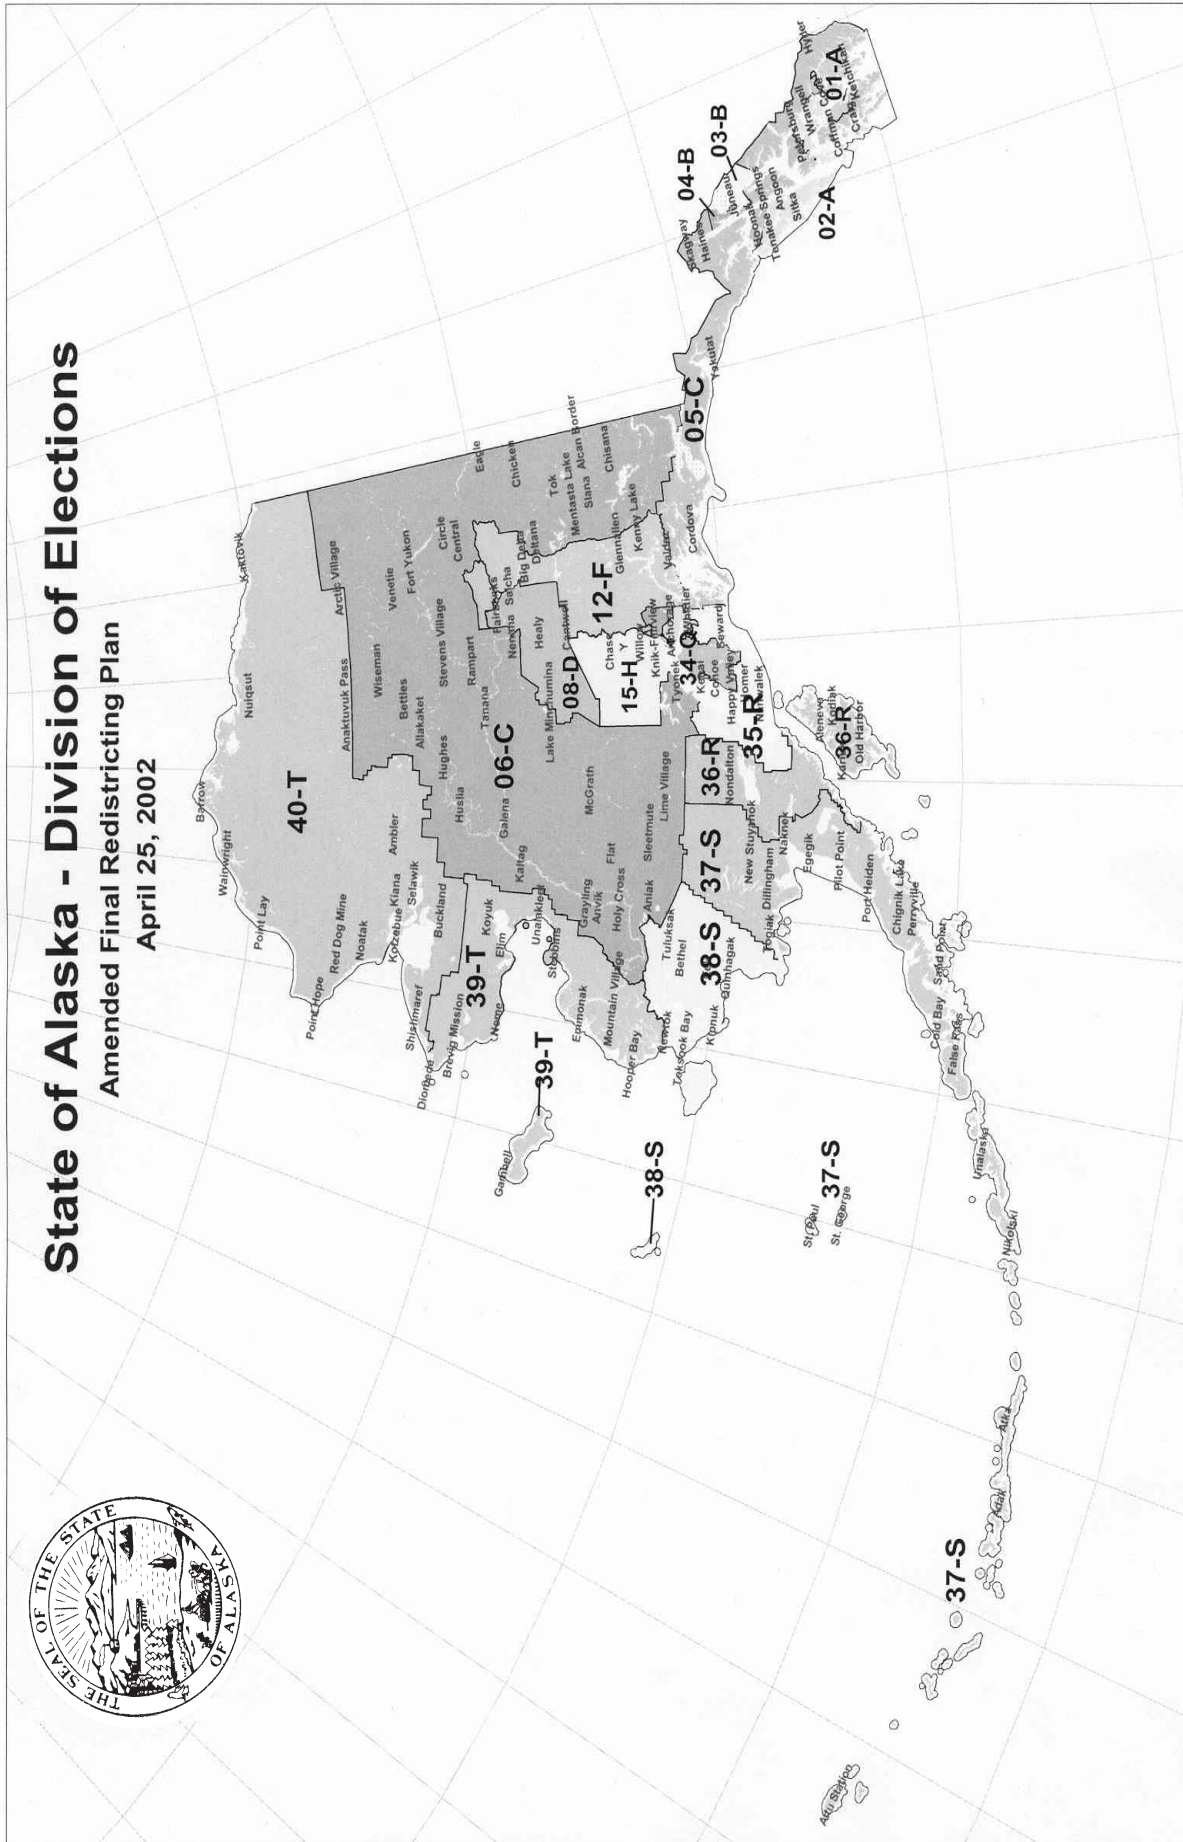 State of Alaska - Division of Elections
Amended Final Redistricting Plan
April 25, 2002
THE SEAL OF THE STATE
OF ALASKA
Barrow
Wainwright
Point Lay
Nuiqsut
Kaktovik
40-T
Point Hope
Red Dog Mine
Noatak
Kotzebue
Kiana
Ambler
Selawik
Buckland
Shishmaref
Anaktuvuk Pass
Arctic Village
Wiseman
Venetie
Bettles
Fort Yukon
Allakaket
Stevens Village
Circle
Central
Eagle
Hughes
Rampart
Huslia
Tanana
Chicken
06-C
Galena
Kaltag
Fairbanks
Nenana
Salcha
Big Delta
Deltana
Healy
Cantwell
Lake Minchumina
Tok
Mentasta Lake
Alcan Border
Slana
Chisana
Diomede
Brevig Mission
Nome
39-T
Koyuk
Elim
Unalakleet
Stebbins
Gambell
39-T
McGrath
Flat
Grayling
Anvik
Holy Cross
Sleetmute
Aniak
Lime Village
08-D
12-F
15-H
Chase
Y
Willow
Knik-Fairview
Glennallen
Kenny Lake
Valdez
Cordova
Emmonak
Mountain Village
Hooper Bay
Newtok
Toksook Bay
Kipnuk
Tuluksak
Bethel
38-S
Quinhagak
38-S
Tyonek
Anchorage
Whittier
34-Q
Kenai
Cohoe
Seward
Happy Valley
Homer
Nanwalek
35-R
36-R
Nondalton
37-S
New Stuyahok
Dillingham
Togiak
Naknek
Egegik
Pilot Point
Port Heiden
Chignik Lake
Perryville
Sand Point
Cold Bay
False Pass
Aleneva
Kodiak
Karluk
36-R
Old Harbor
05-C
Yakutat
Skagway
Haines
04-B
03-B
Juneau
Hoonah
Tenakee Springs
Angoon
Sitka
02-A
Petersburg
Wrangell
Coffman Cove
Craig
Ketchikan
Hyder
01-A
St. Paul
St. George
37-S
Unalaska
Nikolski
Atka
Adak
37-S
Attu Station